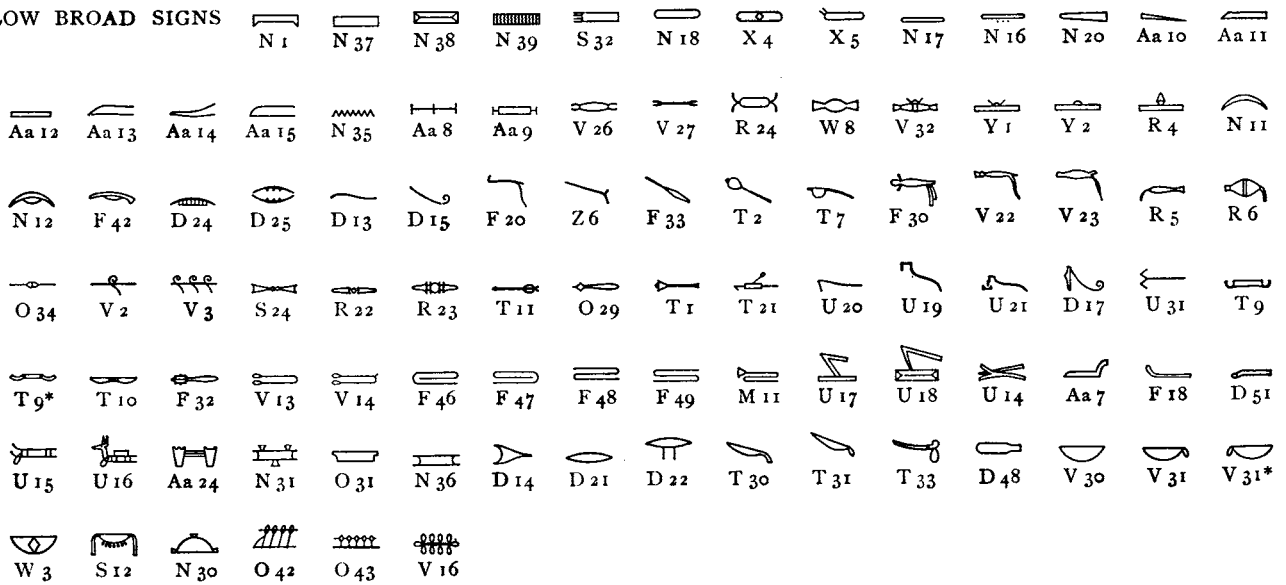 LOW BROAD SIGNS
N 1 N 37 N 38 N 39 S 32 N 18 X 4 X 5 N 17 N 16 N 20 Aa 10 Aa 11
Aa 12 Aa 13 Aa 14 Aa 15 N 35 Aa 8 Aa 9 V 26 V 27 R 24 W 8 V 32 Y 1 Y 2 R 4 N 11
N 12 F 42 D 24 D 25 D 13 D 15 F 20 Z 6 F 33 T 2 T 7 F 30 V 22 V 23 R 5 R 6
O 34 V 2 V 3 S 24 R 22 R 23 T 11 O 29 T 1 T 21 U 20 U 19 U 21 D 17 U 31 T 9
T 9* T 10 F 32 V 13 V 14 F 46 F 47 F 48 F 49 M 11 U 17 U 18 U 14 Aa 7 F 18 D 51
U 15 U 16 Aa 24 N 31 O 31 N 36 D 14 D 21 D 22 T 30 T 31 T 33 D 48 V 30 V 31 V 31*
W 3 S 12 N 30 O 42 O 43 V 16